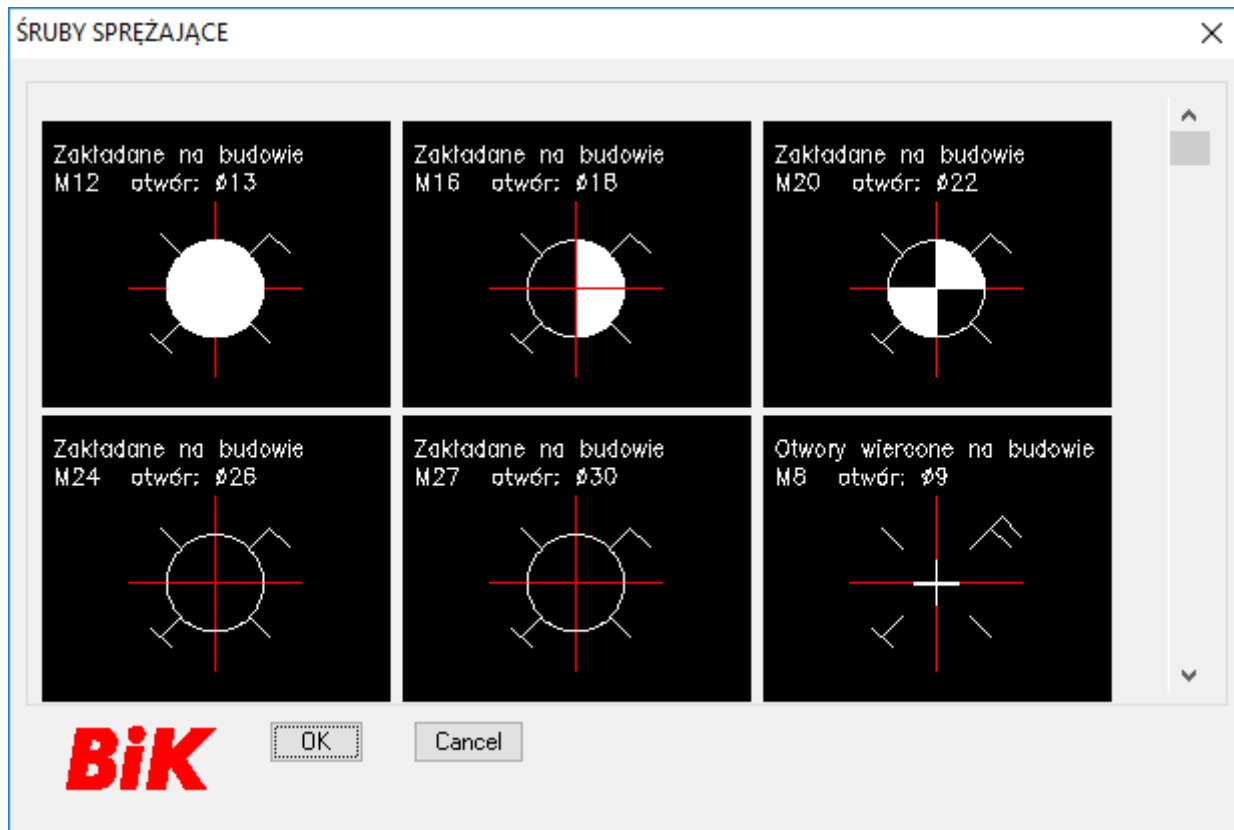 ŚRUBY SPRĘŻAJĄCE
Zakładane na budowie
M12 otwór: ø13
Zakładane na budowie
M16 otwór: ø18
Zakładane na budowie
M20 otwór: ø22
Zakładane na budowie
M24 otwór: ø26
Zakładane na budowie
M27 otwór: ø30
Otwory wiercone na budowie
M8 otwór: ø9
BiK
OK
Cancel